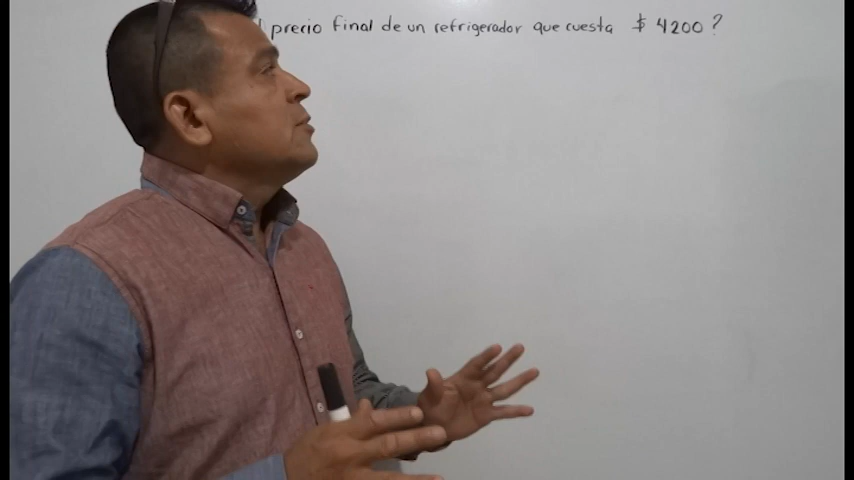 precio final de un refrigerador que cuesta $ 4200?